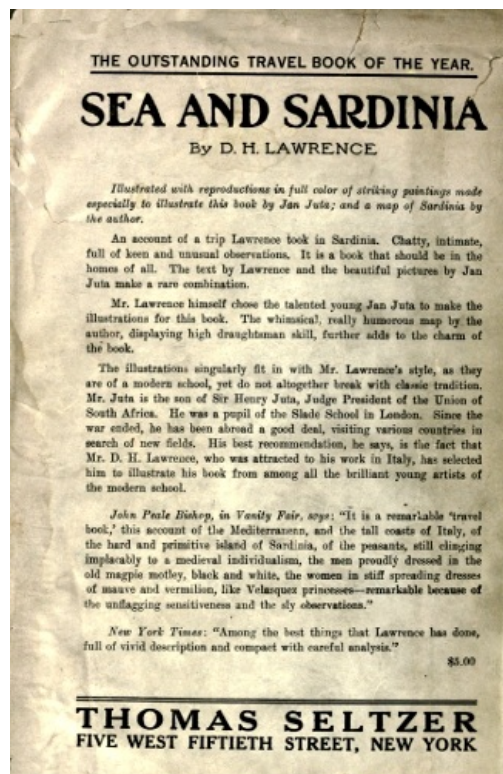 THE OUTSTANDING TRAVEL BOOK OF THE YEAR.
SEA AND SARDINIA
By D. H. LAWRENCE
Illustrated with reproductions in full color of striking paintings made
especially to illustrate this book by Jan Juta; and a map of Sardinia by
the author.
An account of a trip Lawrence took in Sardinia. Chatty, intimate,
full of keen and unusual observations. It is a book that should be in the
homes of all. The text by Lawrence and the beautiful pictures by Jan
Juta make a rare combination.
Mr. Lawrence himself chose the talented young Jan Juta to make the
illustrations for this book. The whimsical, really humorous map by the
author, displaying high draughtsman skill, further adds to the charm of
the book.
The illustrations singularly fit in with Mr. Lawrence's style, as they
are of a modern school, yet do not altogether break with classic tradition.
Mr. Juta is the son of Sir Henry Juta, Judge President of the Union of
South Africa. He was a pupil of the Slade School in London. Since the
war ended, he has been abroad a good deal, visiting various countries in
search of new fields. His best recommendation, he says, is the fact that
Mr. D. H. Lawrence, who was attracted to his work in Italy, has selected
him to illustrate his book from among all the brilliant young artists of
the modern school.
John Peale Bishop, in Vanity Fair, says: "It is a remarkable 'travel
book,' this account of the Mediterranean, and the tall coasts of Italy, of
the hard and primitive island of Sardinia, of the peasants, still clinging
implacably to a medieval individualism, the men proudly dressed in the
old magpie motley, black and white, the women in stiff spreading dresses
of mauve and vermilion, like Velasquez princesses—remarkable because of
the unflagging sensitiveness and the sly observations."
New York Times: "Among the best things that Lawrence has done,
full of vivid description and compact with careful analysis."
$5.00
THOMAS SELTZER
FIVE WEST FIFTIETH STREET, NEW YORK